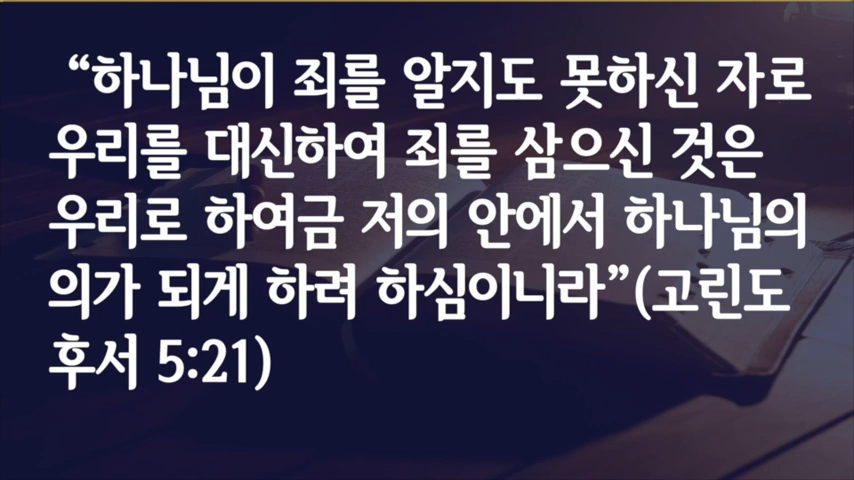 “하나님이 죄를 알지도 못하신 자로
우리를 대신하여 죄를 삼으신 것은
우리로 하여금 저의 안에서 하나님의
의가 되게 하려 하심이니라”(고린도
후서 5:21)